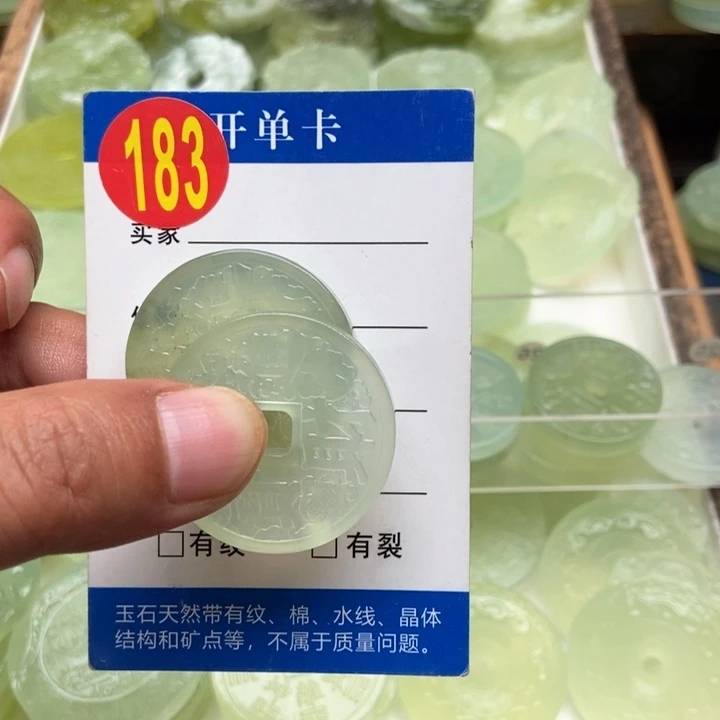 183
开单卡
买家
□有纹 □有裂
玉石天然带有纹、棉、水线、晶体
结构和矿点等，不属于质量问题。